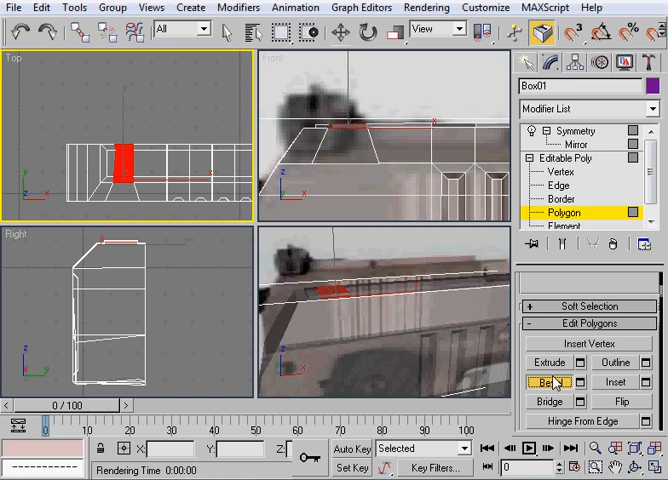 File Edit Tools Group Views Create Modifiers Animation Graph Editors Rendering Customize MAXScript Help
All
View
3
%
Top
Front
Right
y
x
z
Box01
Modifier List
Symmetry
Mirror
Editable Poly
Vertex
Edge
Border
Polygon
Element
+ Soft Selection
- Edit Polygons
Insert Vertex
Extrude Outline
Inset
Bridge Flip
Hinge From Edge
0 / 100
0 10 20 30 40 50 60 70 80 90 100
X: Y: Z:
Auto Key Selected
Set Key Key Filters...
0
Rendering Time 0:00:00